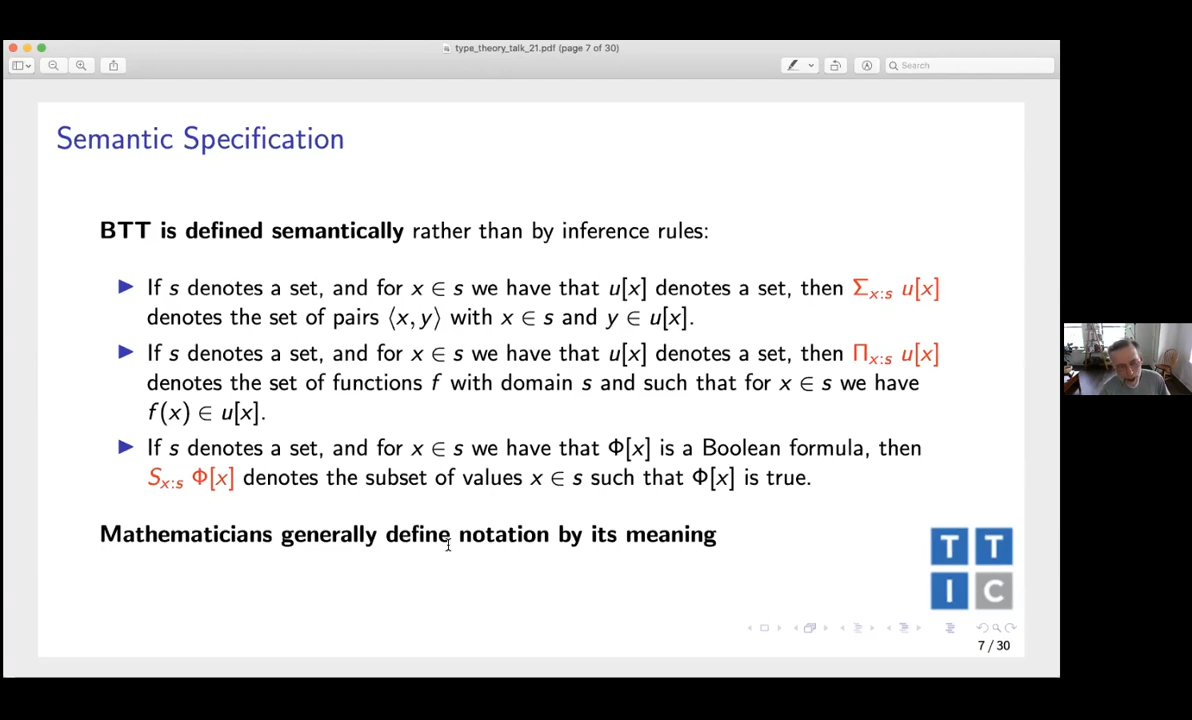 type_theory_talk_21.pdf (page 7 of 30)
Search
Semantic Specification
BTT is defined semantically rather than by inference rules:
▶ If s denotes a set, and for x ∈ s we have that u[x] denotes a set, then Σx:s u[x]
denotes the set of pairs ⟨x, y⟩ with x ∈ s and y ∈ u[x].
▶ If s denotes a set, and for x ∈ s we have that u[x] denotes a set, then Πx:s u[x]
denotes the set of functions f with domain s and such that for x ∈ s we have
f(x) ∈ u[x].
▶ If s denotes a set, and for x ∈ s we have that Φ[x] is a Boolean formula, then
Sx:s Φ[x] denotes the subset of values x ∈ s such that Φ[x] is true.
Mathematicians generally define notation by its meaning
T T
I C
7 / 30